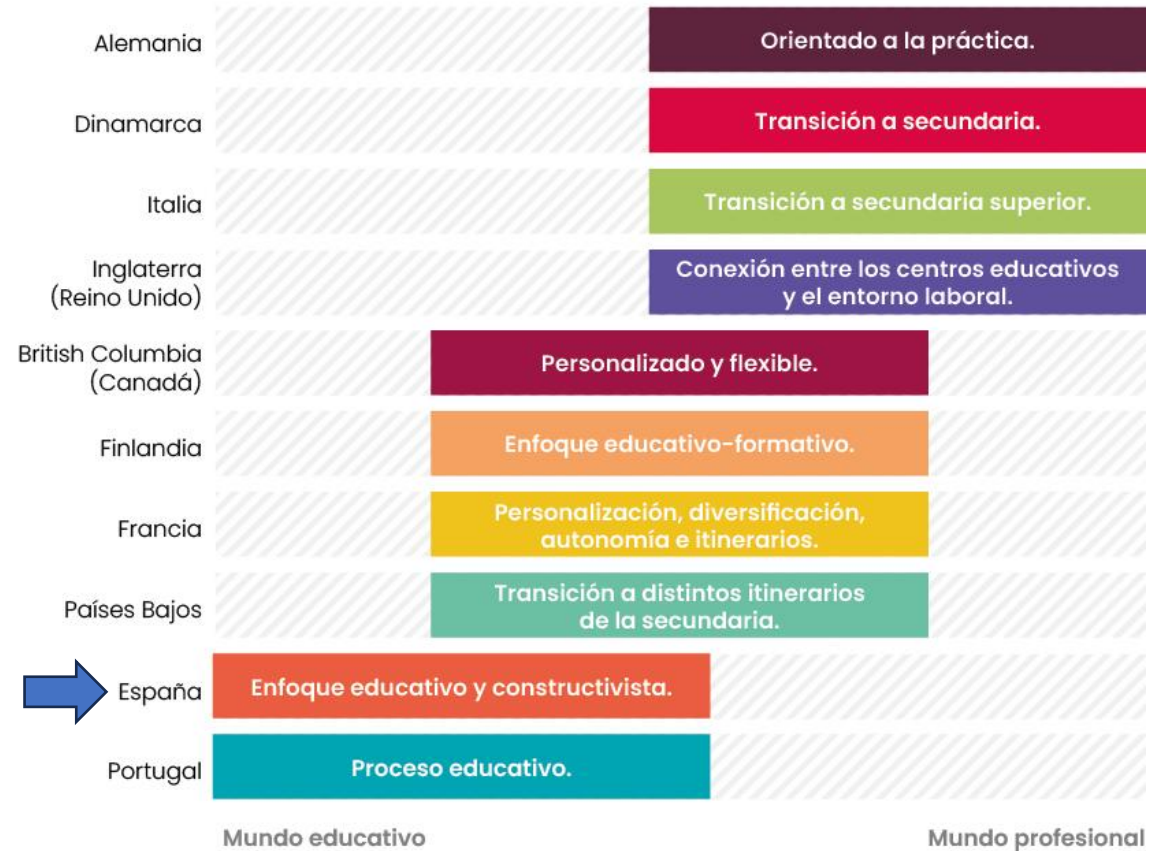 Alemania
Orientado a la práctica.
Dinamarca
Transición a secundaria.
Italia
Transición a secundaria superior.
Inglaterra
(Reino Unido)
Conexión entre los centros educativos
y el entorno laboral.
British Columbia
(Canadá)
Personalizado y flexible.
Finlandia
Enfoque educativo-formativo.
Francia
Personalización, diversificación,
autonomía e itinerarios.
Países Bajos
Transición a distintos itinerarios
de la secundaria.
España
Enfoque educativo y constructivista.
Portugal
Proceso educativo.
Mundo educativo
Mundo profesional